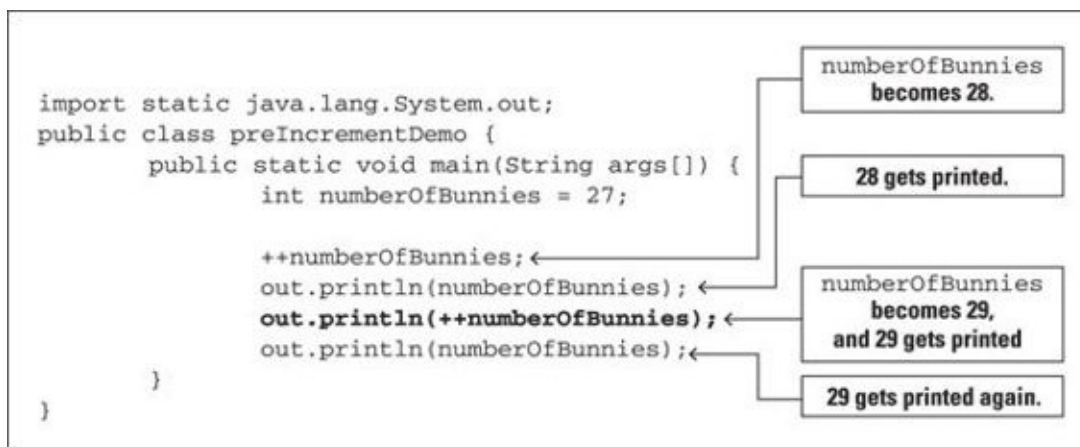 import static java.lang.System.out;
public class preIncrementDemo {
public static void main(String args[]) {
int numberOfBunnies = 27;
++numberOfBunnies;
out.println(numberOfBunnies);
out.println(++numberOfBunnies);
out.println(numberOfBunnies);
}
}
numberOfBunnies
becomes 28.
28 gets printed.
numberOfBunnies
becomes 29,
and 29 gets printed
29 gets printed again.